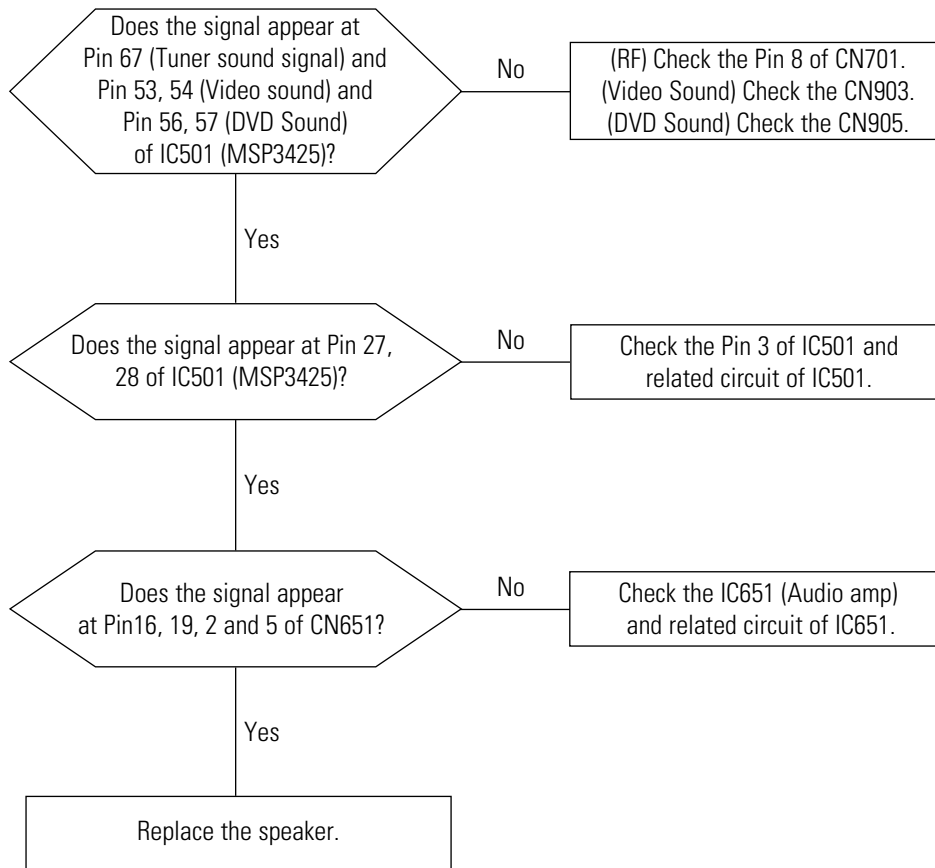 Does the signal appear at
Pin 67 (Tuner sound signal) and
Pin 53, 54 (Video sound) and
Pin 56, 57 (DVD Sound)
of IC501 (MSP3425)?
No
(RF) Check the Pin 8 of CN701.
(Video Sound) Check the CN903.
(DVD Sound) Check the CN905.
Yes
Does the signal appear at Pin 27,
28 of IC501 (MSP3425)?
No
Check the Pin 3 of IC501 and
related circuit of IC501.
Yes
Does the signal appear
at Pin16, 19, 2 and 5 of CN651?
No
Check the IC651 (Audio amp)
and related circuit of IC651.
Yes
Replace the speaker.